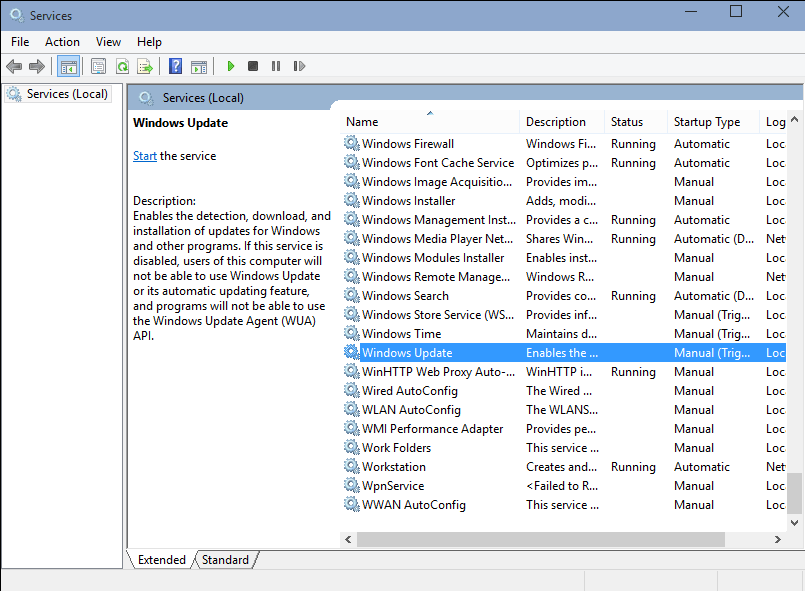 Services
File Action View Help
Services (Local)
Services (Local)
Windows Update
Start the service
Description:
Enables the detection, download, and
installation of updates for Windows
and other programs. If this service is
disabled, users of this computer will
not be able to use Windows Update
or its automatic updating feature,
and programs will not be able to use
the Windows Update Agent (WUA)
API.
Name Description Status Startup Type Log
Windows Firewall Windows Fi... Running Automatic Loc
Windows Font Cache Service Optimizes p... Running Automatic Loc
Windows Image Acquisitio... Provides im... Manual Loc
Windows Installer Adds, modi... Manual Loc
Windows Management Inst... Provides a c... Running Automatic Loc
Windows Media Player Net... Shares Win... Running Automatic (D... Net
Windows Modules Installer Enables inst... Manual Loc
Windows Remote Manage... Windows R... Manual Net
Windows Search Provides co... Running Automatic (D... Loc
Windows Store Service (WS... Provides inf... Manual (Trig... Loc
Windows Time Maintains d... Manual (Trig... Loc
Windows Update Enables the ... Manual (Trig... Loc
WinHTTP Web Proxy Auto-... WinHTTP i... Running Manual Loc
Wired AutoConfig The Wired ... Manual Loc
WLAN AutoConfig The WLANS... Manual Loc
WMI Performance Adapter Provides pe... Manual Loc
Work Folders This service ... Manual Loc
Workstation Creates and... Running Automatic Net
WpnService <Failed to R... Manual Loc
WWAN AutoConfig This service ... Manual Loc
Extended Standard